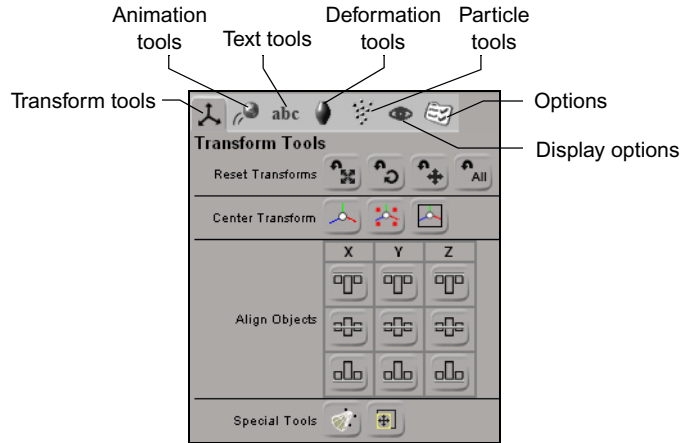 Animation
tools
Text tools
Deformation
tools
Particle
tools
Transform tools
Options
Display options
abc
Transform Tools
Reset Transforms
All
Center Transform
X Y Z
Align Objects
Special Tools